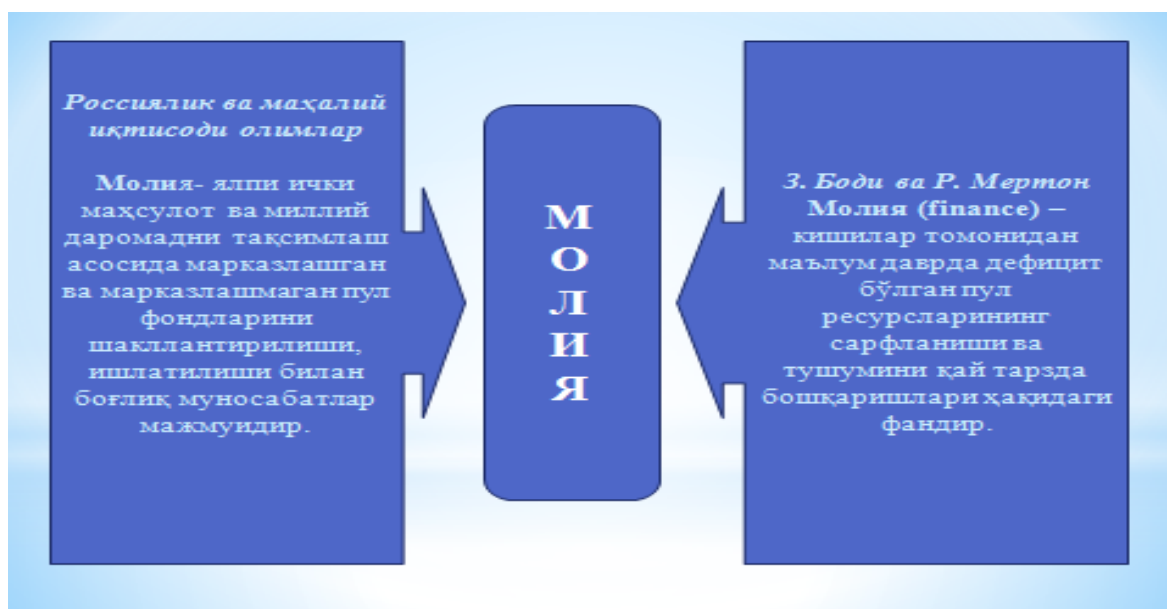 Россиялик ва маҳалий
иқтисоди олимлар
Молия- ялпи ички
маҳсулот ва миллий
даромадни тақсимлаш
асосида марказлашган
ва марказлашмаган пул
фондларини
шакллантирилиши,
ишлатилиши билан
боғлиқ муносабатлар
мажмуидир.
М
О
Л
И
Я
З. Боди ва Р. Мертон
Молия (finance) –
кишилар томонидан
маълум даврда дефицит
бўлган пул
ресурсларининг
сарфланиши ва
тушумини қай тарзда
бошқаришлари ҳақидаги
фандир.